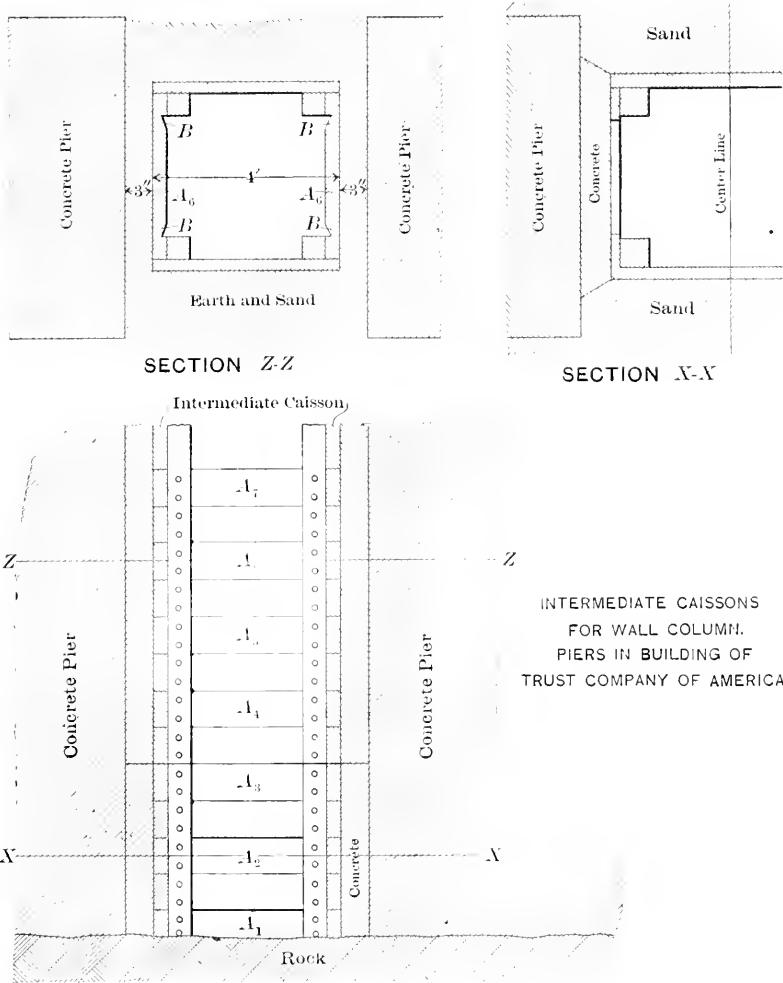 Concrete Pier
B
B
3"
4'
3"
A6
A6
B
B
Concrete Pier
Earth and Sand
SECTION Z-Z
Sand
Concrete Pier
Concrete
Center Line
Sand
SECTION X-X
Intermediate Caisson
A7
Z
Z
Concrete Pier
A4
Concrete Pier
A3
X
A2
X
Concrete
A1
Rock
INTERMEDIATE CAISSONS
FOR WALL COLUMN.
PIERS IN BUILDING OF
TRUST COMPANY OF AMERICA